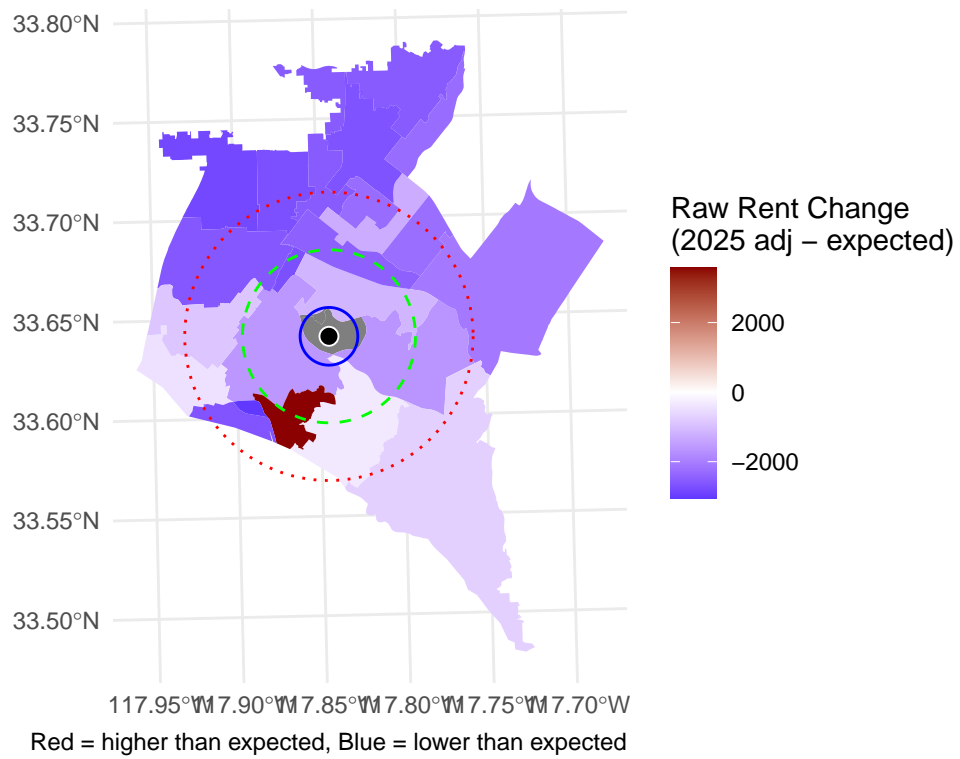 33.80°N
33.75°N
33.70°N
33.65°N
33.60°N
33.55°N
33.50°N
117.95°W 117.90°W 117.85°W 117.80°W 117.75°W 117.70°W
Red = higher than expected, Blue = lower than expected
Raw Rent Change
(2025 adj − expected)
2000
0
−2000